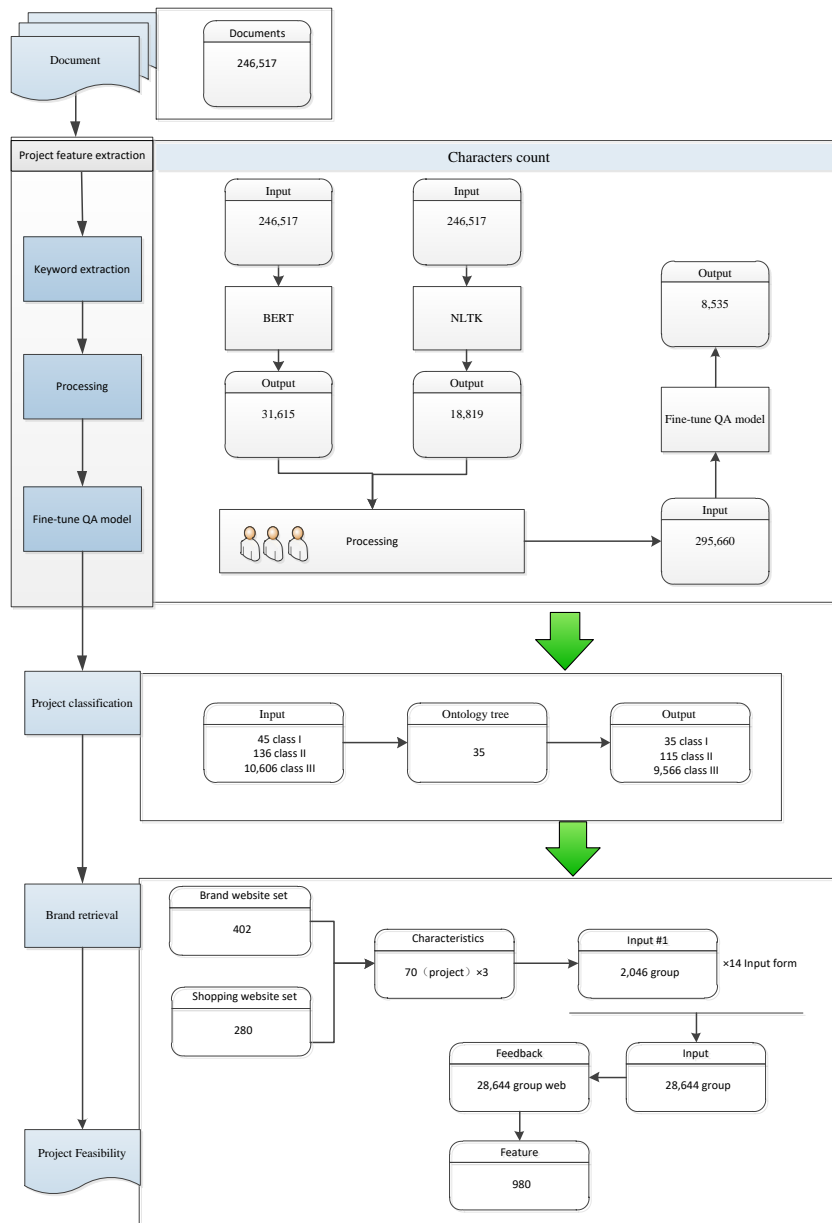 Document
Documents
246,517
Project feature extraction
Characters count
Keyword extraction
Processing
Fine-tune QA model
Input
246,517
BERT
Output
31,615
Input
246,517
NLTK
Output
18,819
Processing
Output
8,535
Fine-tune QA model
Input
295,660
Project classification
Input
45 class I
136 class II
10,606 class III
Ontology tree
35
Output
35 class I
115 class II
9,566 class III
Brand retrieval
Brand website set
402
Shopping website set
280
Characteristics
70（project）×3
Input #1
2,046 group
×14 Input form
Input
28,644 group
Feedback
28,644 group web
Feature
980
Project Feasibility